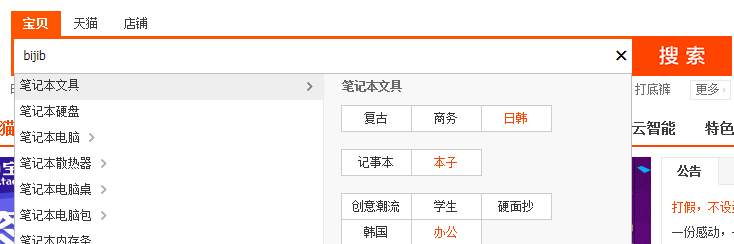 宝贝 天猫 店铺
bijib
搜索
打底裤 更多
笔记本文具
笔记本硬盘
笔记本电脑
笔记本散热器
笔记本电脑桌
笔记本电脑包
笔记本内存条
笔记本文具
复古 商务 日韩
记事本 本子
创意潮流 学生 硬面抄
韩国 办公
猫
云智能 特色
公告
打假，不设
一份感动，一